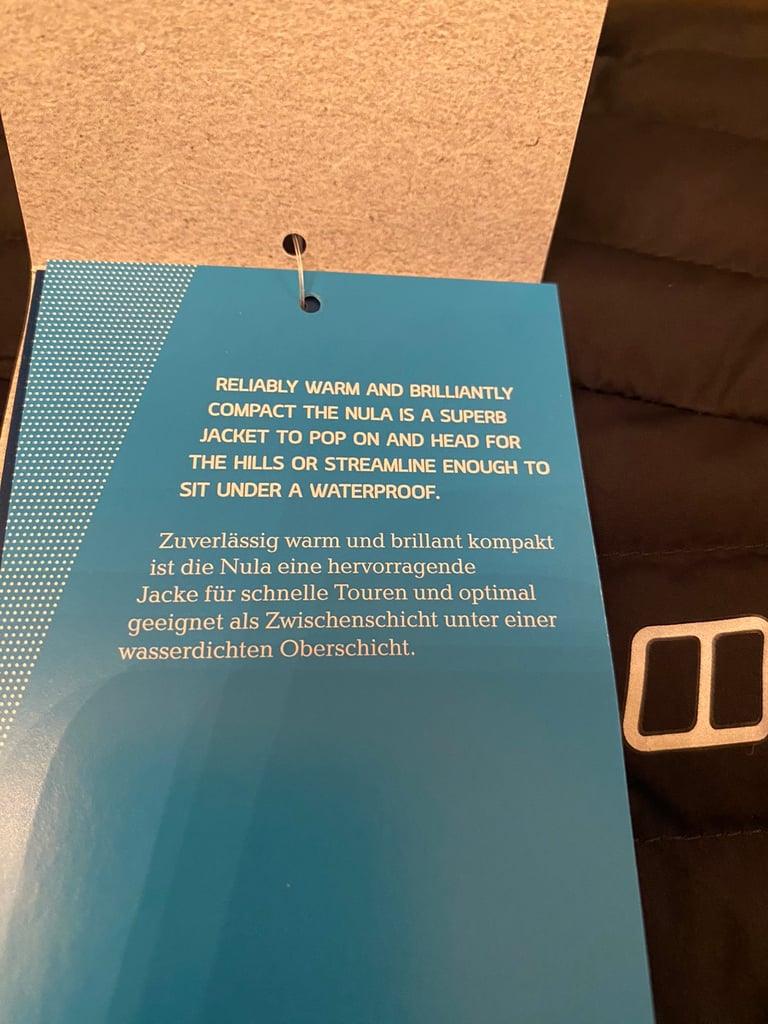 RELIABLY WARM AND BRILLIANTLY
COMPACT THE NULA IS A SUPERB
JACKET TO POP ON AND HEAD FOR
THE HILLS OR STREAMLINE ENOUGH TO
SIT UNDER A WATERPROOF.
Zuverlässig warm und brillant kompakt
ist die Nula eine hervorragende
Jacke für schnelle Touren und optimal
geeignet als Zwischenschicht unter einer
wasserdichten Oberschicht.